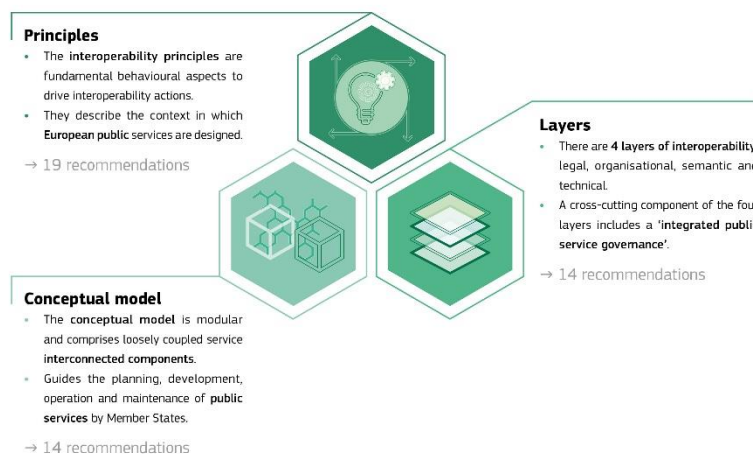 Principles
• The interoperability principles are
fundamental behavioural aspects to
drive interoperability actions.
• They describe the context in which
European public services are designed.
→ 19 recommendations
Layers
• There are 4 layers of interoperability
legal, organisational, semantic and
technical.
• A cross-cutting component of the
layers includes a ‘integrated
service governance’.
→ 14 recommendations
Conceptual model
• The conceptual model is modular
and comprises loosely coupled service
interconnected components.
• Guides the planning, development,
operation and maintenance of public
services by Member States.
→ 14 recommendations